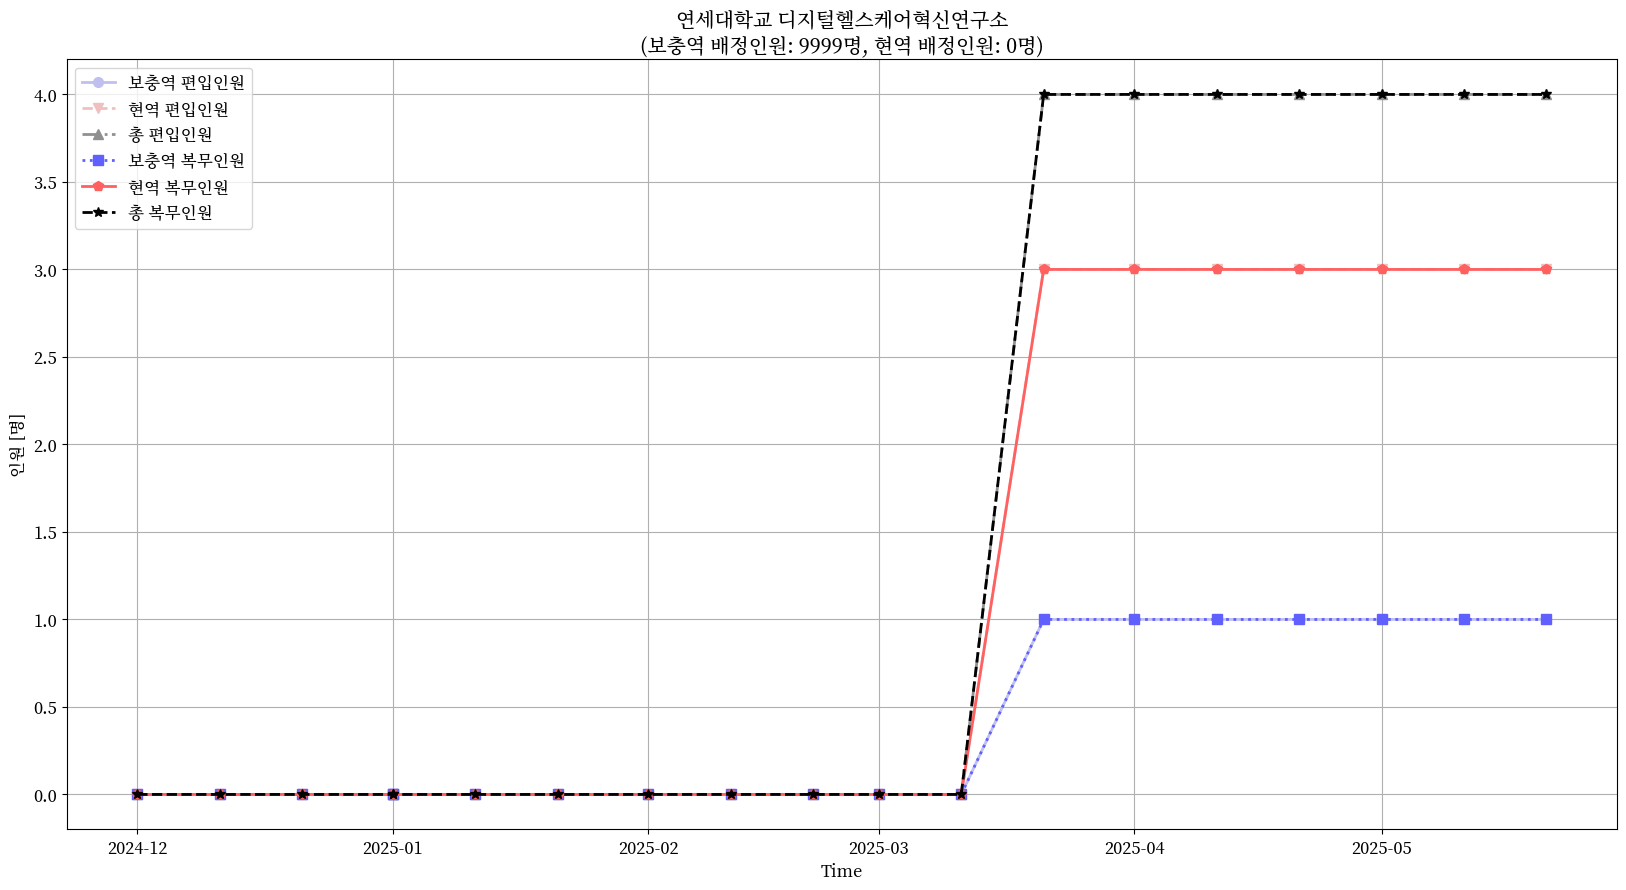 연세대학교 디지털헬스케어혁신연구소
(보충역 배정인원: 9999명, 현역 배정인원: 0명)
보충역 편입인원
현역 편입인원
총 편입인원
보충역 복무인원
현역 복무인원
총 복무인원
인원 [명]
4.0
3.5
3.0
2.5
2.0
1.5
1.0
0.5
0.0
2024-12
2025-01
2025-02
2025-03
2025-04
2025-05
Time